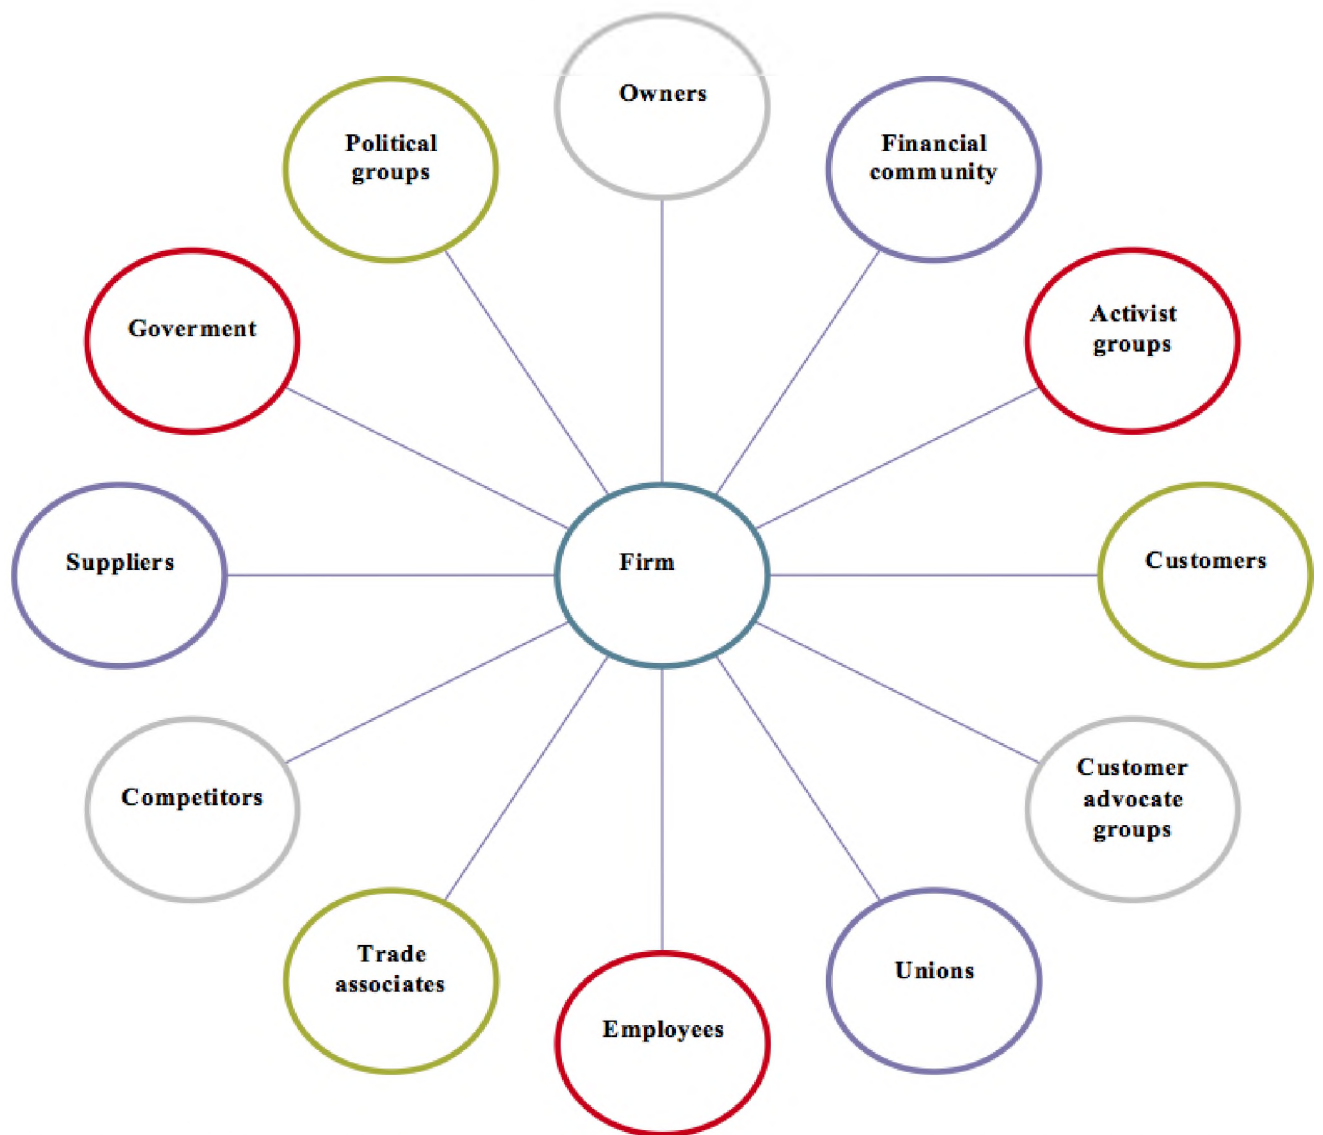 Owners
Political
groups
Financial
community
Goverment
Activist
groups
Suppliers
Firm
Customers
Competitors
Customer
advocate
groups
Trade
associates
Unions
Employees